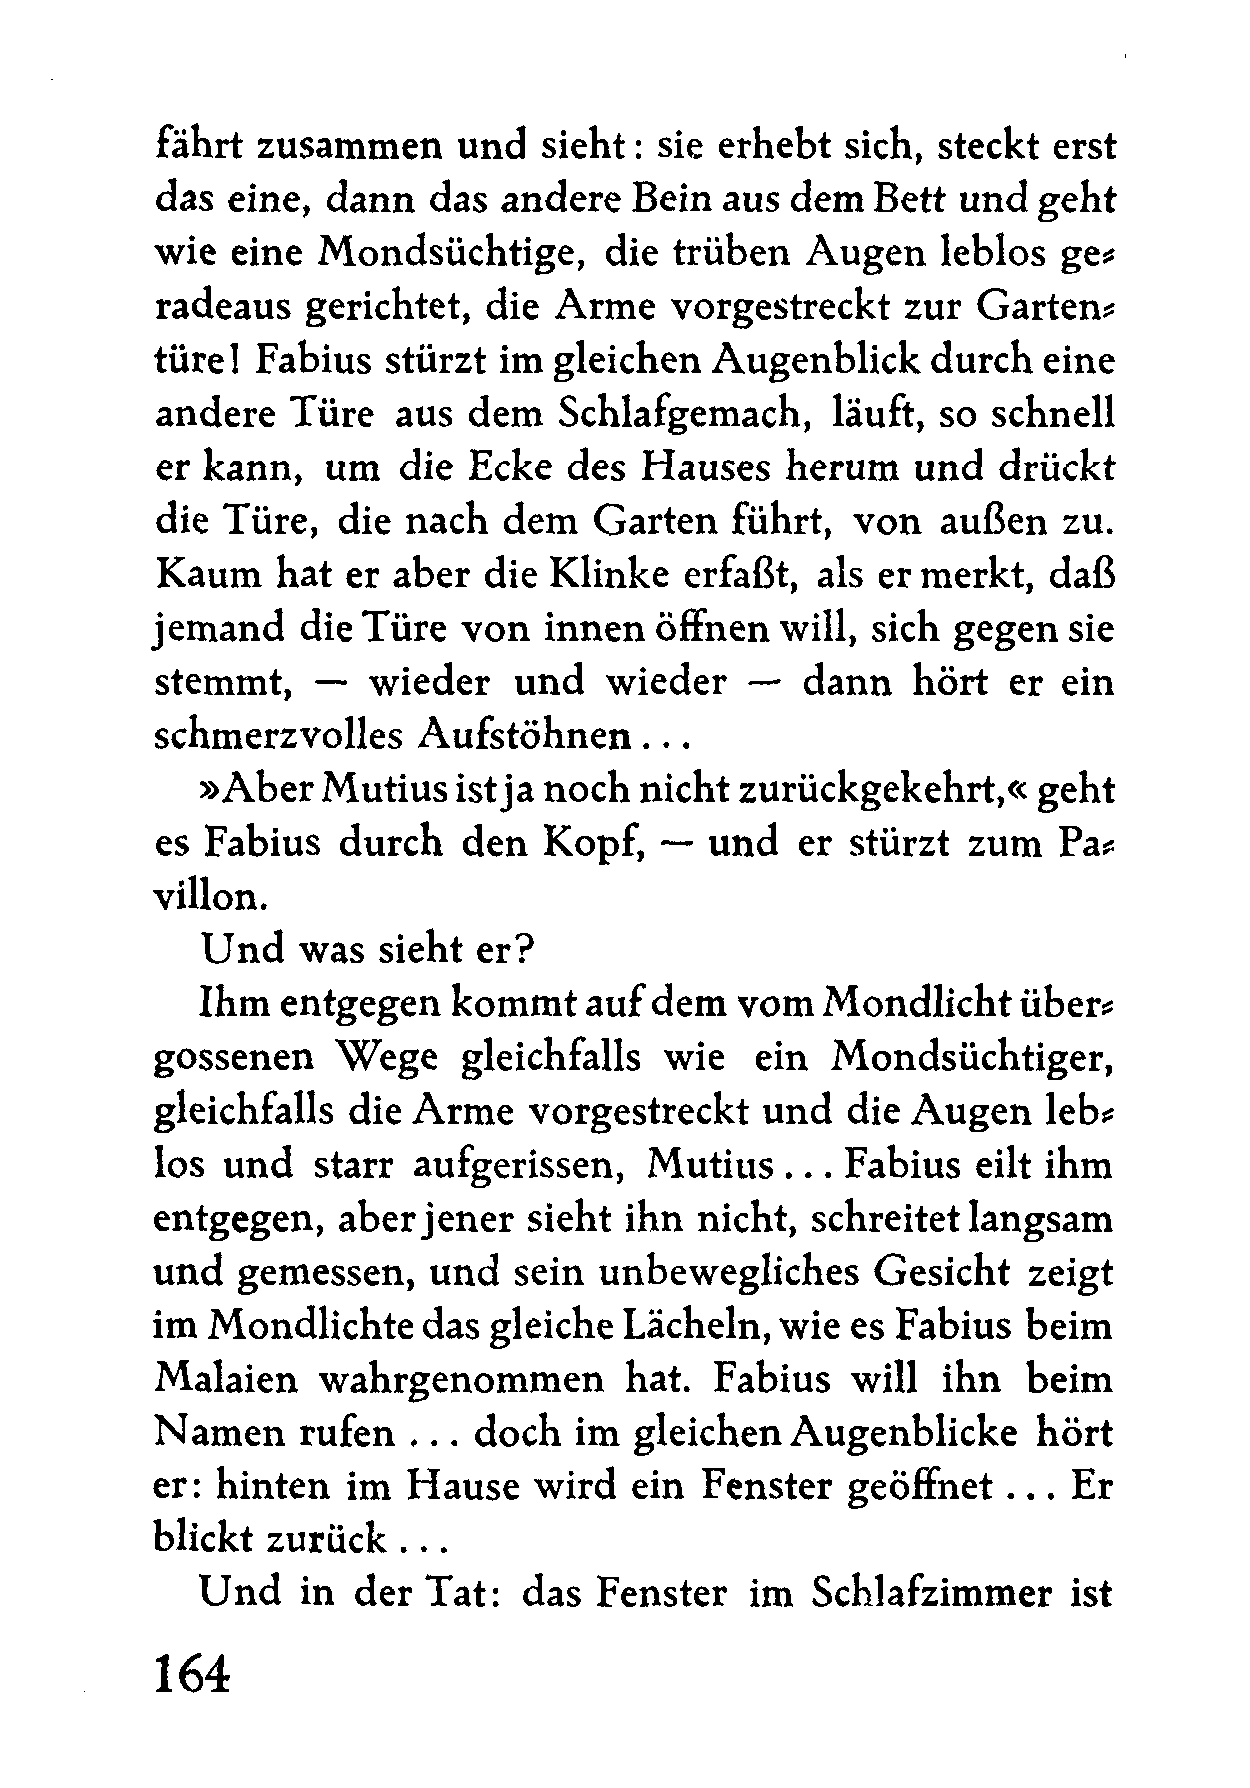 fährt zusammen und sieht: sie erhebt sich, steckt erst
das eine, dann das andere Bein aus dem Bett und geht
wie eine Mondsüchtige, die trüben Augen leblos ge⸗
radeaus gerichtet, die Arme vorgestreckt zur Garten⸗
türe! Fabius stürzt im gleichen Augenblick durch eine
andere Türe aus dem Schlafgemach, läuft, so schnell
er kann, um die Ecke des Hauses herum und drückt
die Türe, die nach dem Garten führt, von außen zu.
Kaum hat er aber die Klinke erfaßt, als er merkt, daß
jemand die Türe von innen öffnen will, sich gegen sie
stemmt, — wieder und wieder — dann hört er ein
schmerzvolles Aufstöhnen...
»Aber Mutius ist ja noch nicht zurückgekehrt,« geht
es Fabius durch den Kopf, — und er stürzt zum Pa⸗
villon.
Und was sieht er?
Ihm entgegen kommt auf dem vom Mondlicht über⸗
gossenen Wege gleichfalls wie ein Mondsüchtiger,
gleichfalls die Arme vorgestreckt und die Augen leb⸗
los und starr aufgerissen, Mutius... Fabius eilt ihm
entgegen, aber jener sieht ihn nicht, schreitet langsam
und gemessen, und sein unbewegliches Gesicht zeigt
im Mondlichte das gleiche Lächeln, wie es Fabius beim
Malaien wahrgenommen hat. Fabius will ihn beim
Namen rufen ... doch im gleichen Augenblicke hört
er: hinten im Hause wird ein Fenster geöffnet ... Er
blickt zurück ...
Und in der Tat: das Fenster im Schlafzimmer ist
164